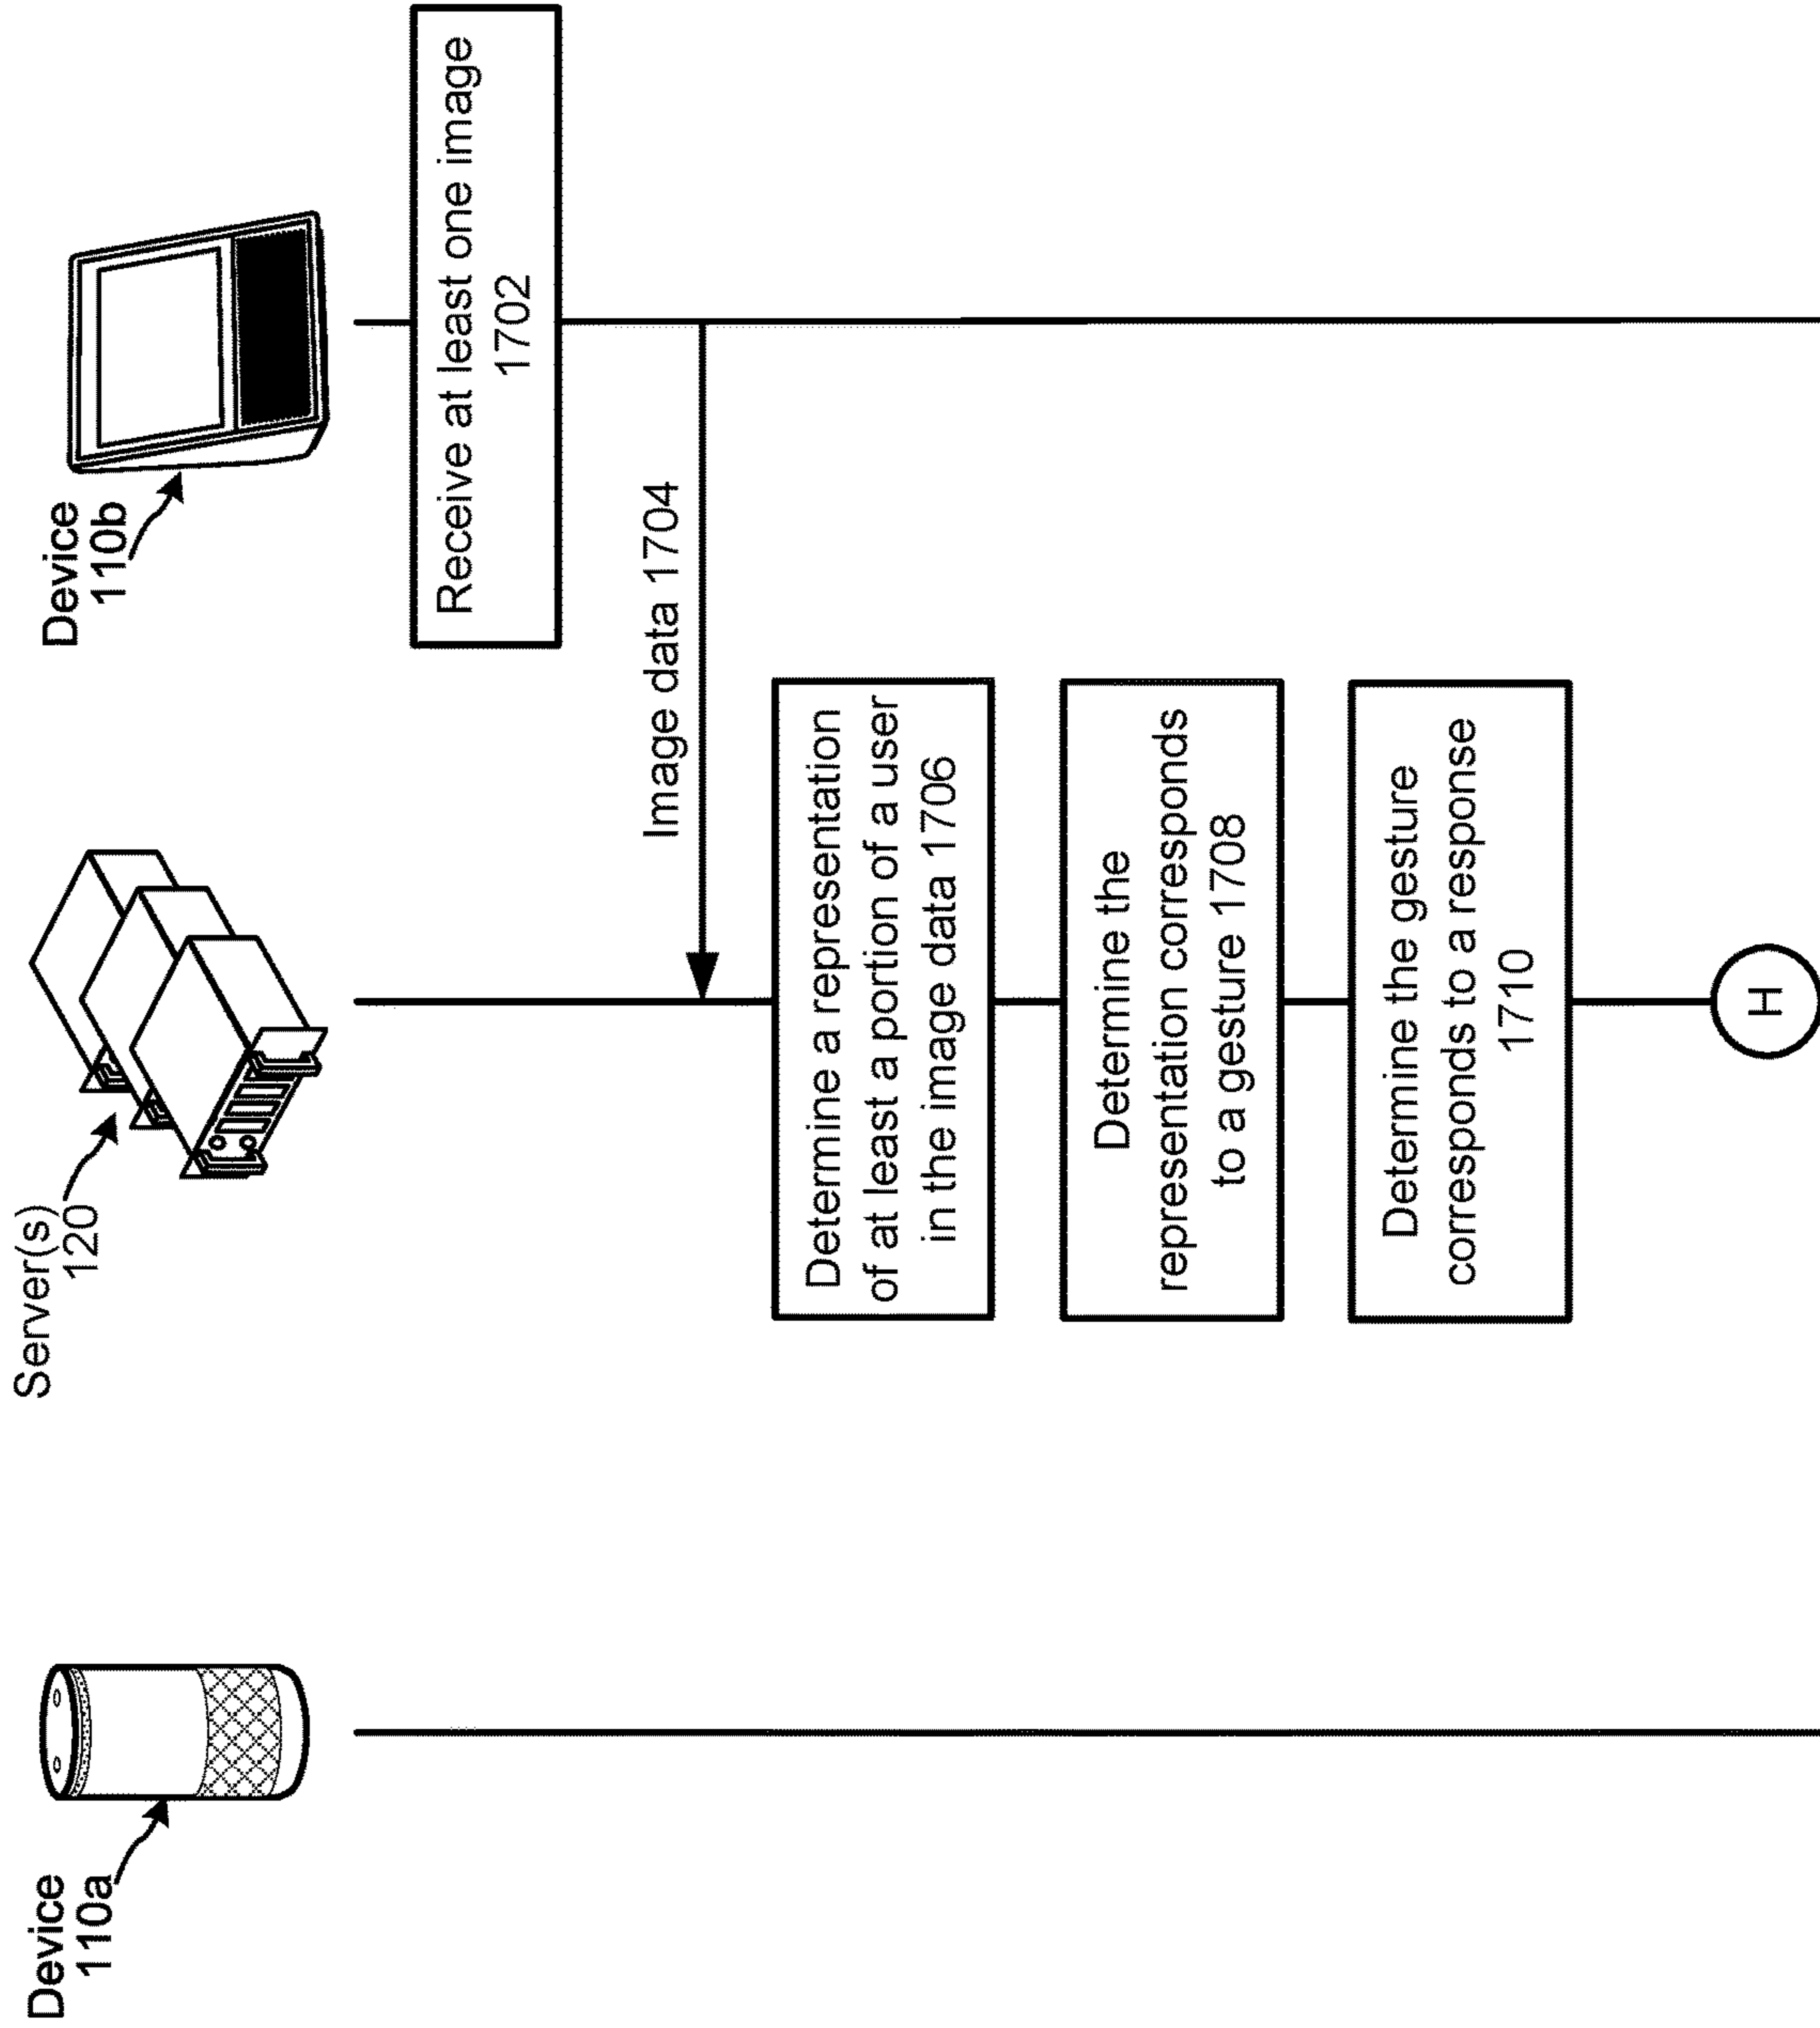 Device
110a
Server(s)
120
Device
110b
Receive at least one image
1702
Image data 1704
Determine a representation
of at least a portion of a user
in the image data 1706
Determine the
representation corresponds
to a gesture 1708
Determine the gesture
corresponds to a response
1710
H